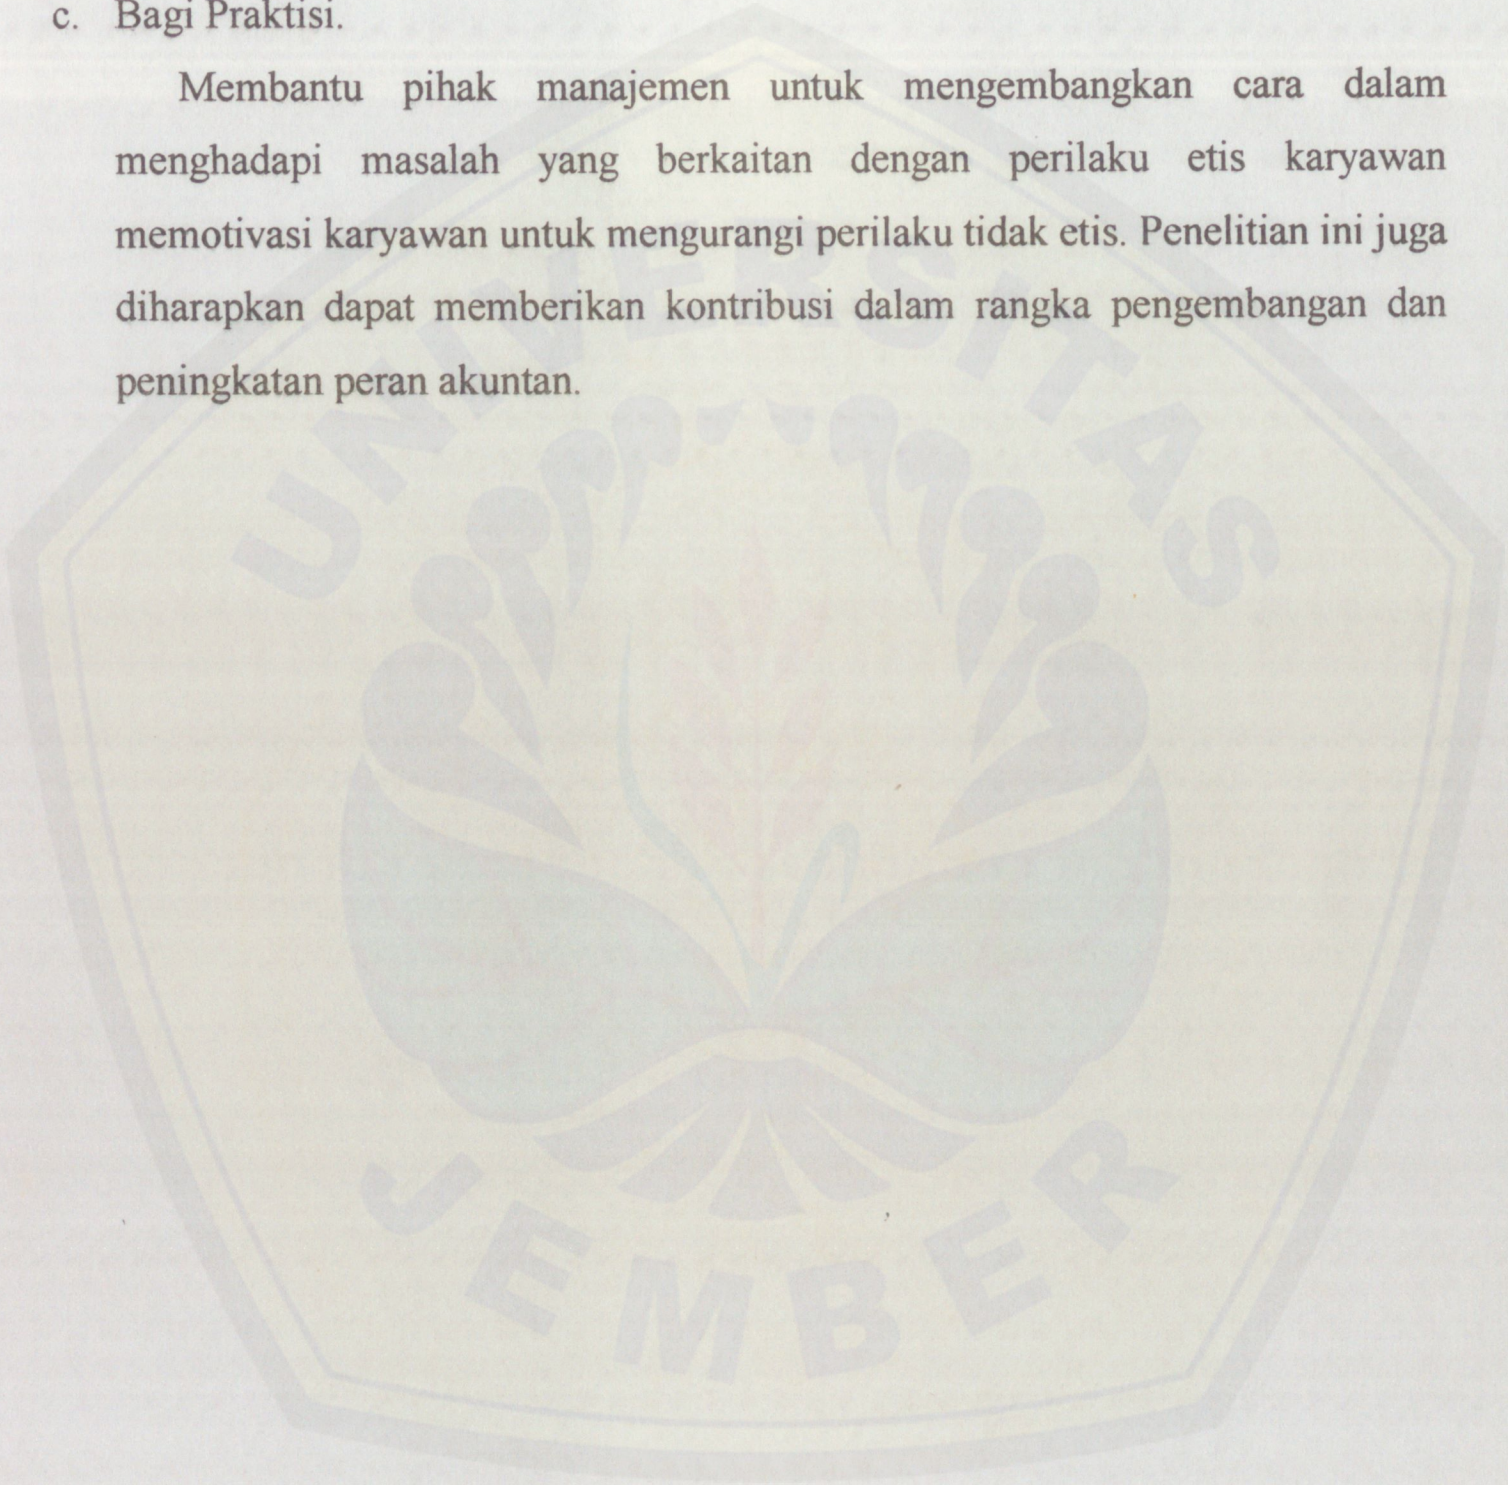 c. Bagi Praktisi.
Membantu pihak manajemen untuk mengembangkan cara dalam
menghadapi masalah yang berkaitan dengan perilaku etis karyawan
memotivasi karyawan untuk mengurangi perilaku tidak etis. Penelitian ini juga
diharapkan dapat memberikan kontribusi dalam rangka pengembangan dan
peningkatan peran akuntan.
UNIVERSITAS
JEMBER